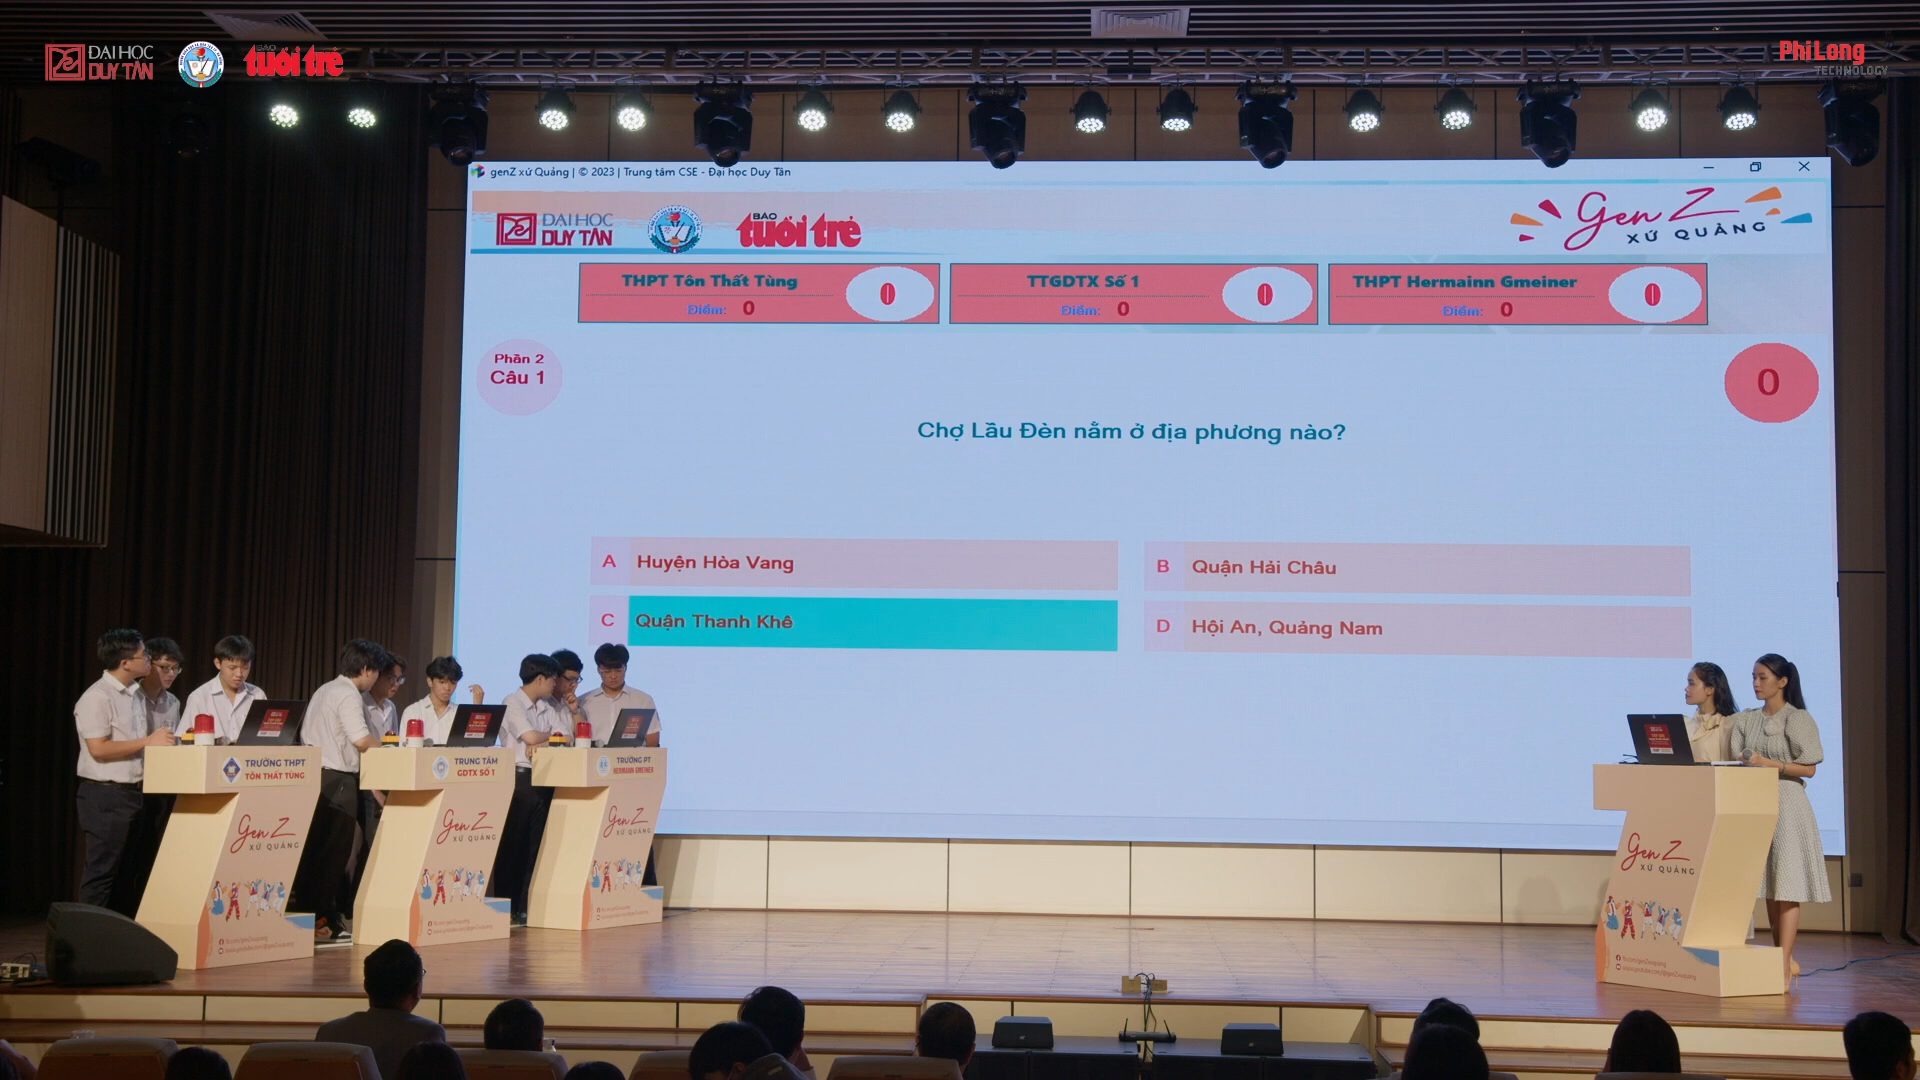 ĐẠI HỌC
DUY TÂN
BÁO
tuổi trẻ
PhiLong
TECHNOLOGY
genZ xứ Quảng | © 2023 | Trung tâm CSE - Đại học Duy Tân
ĐẠI HỌC
DUY TÂN
BÁO
tuổi trẻ
Gen Z
XỨ QUẢNG
THPT Tôn Thất Tùng
Điểm: 0
0
TTGDTX Số 1
Điểm: 0
0
THPT Hermainn Gmeiner
Điểm: 0
0
Phần 2
Câu 1
0
Chợ Lầu Đèn nằm ở địa phương nào?
A Huyện Hòa Vang
B Quận Hải Châu
C Quận Thanh Khê
D Hội An, Quảng Nam
TRƯỜNG THPT
TÔN THẤT TÙNG
Gen Z
XỨ QUẢNG
TRUNG TÂM
GDTX SỐ 1
Gen Z
XỨ QUẢNG
TRƯỜNG PT
HERMANN GMEINER
Gen Z
XỨ QUẢNG
Gen Z
XỨ QUẢNG